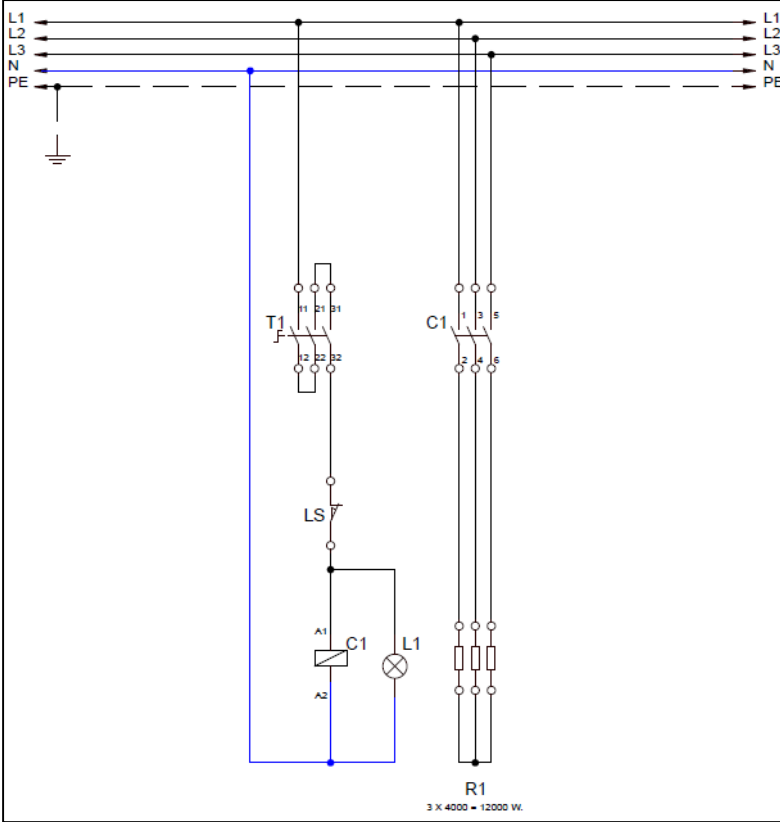 L1 L1
L2 L2
L3 L3
N N
PE PE
11 21 31
T1
12 22 32
C1
1 3 5
2 4 6
LS
A1
C1
L1
A2
R1
3 X 4000 = 12000 W.